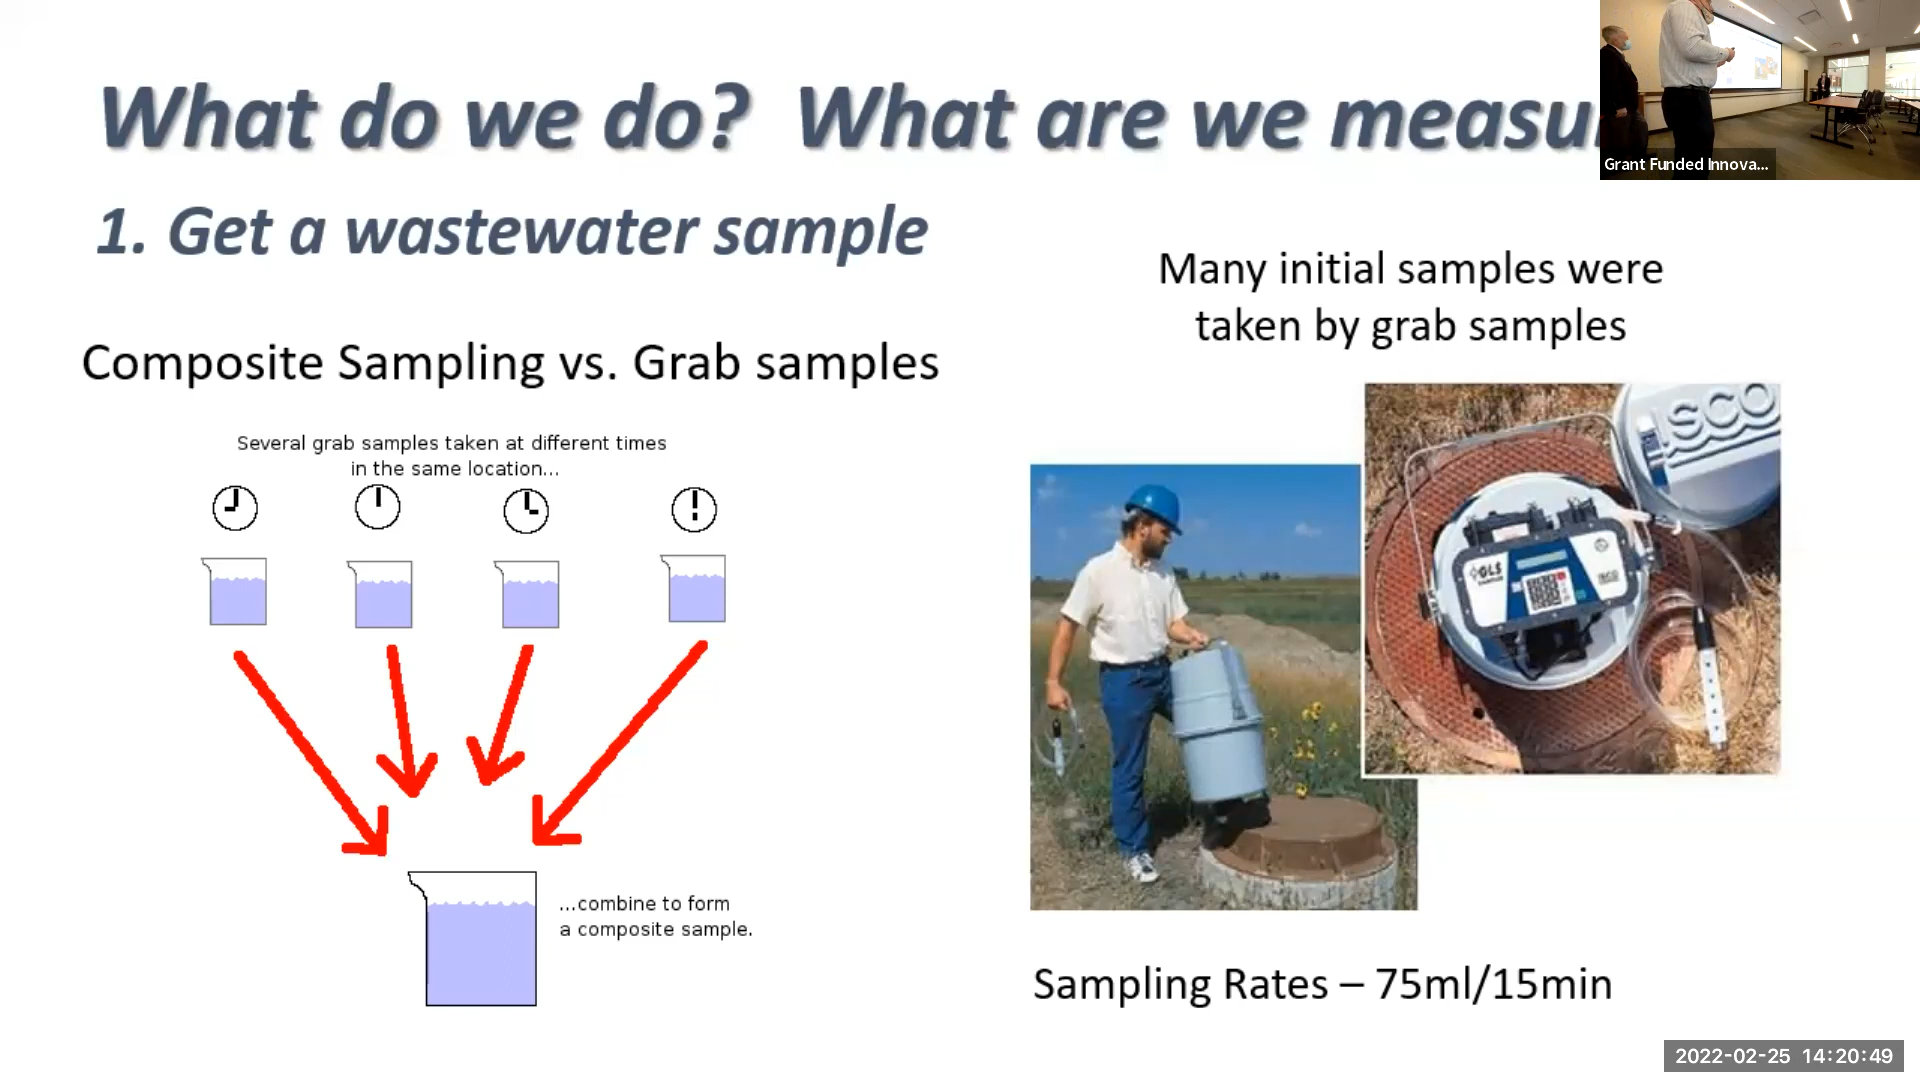 What do we do?  What are we measu
Grant Funded Innova...
1. Get a wastewater sample
Many initial samples were
taken by grab samples
Composite Sampling vs. Grab samples
Several grab samples taken at different times
in the same location...
ISCO
GLS
ISCO
...combine to form
a composite sample.
Sampling Rates – 75ml/15min
2022-02-25 14:20:49